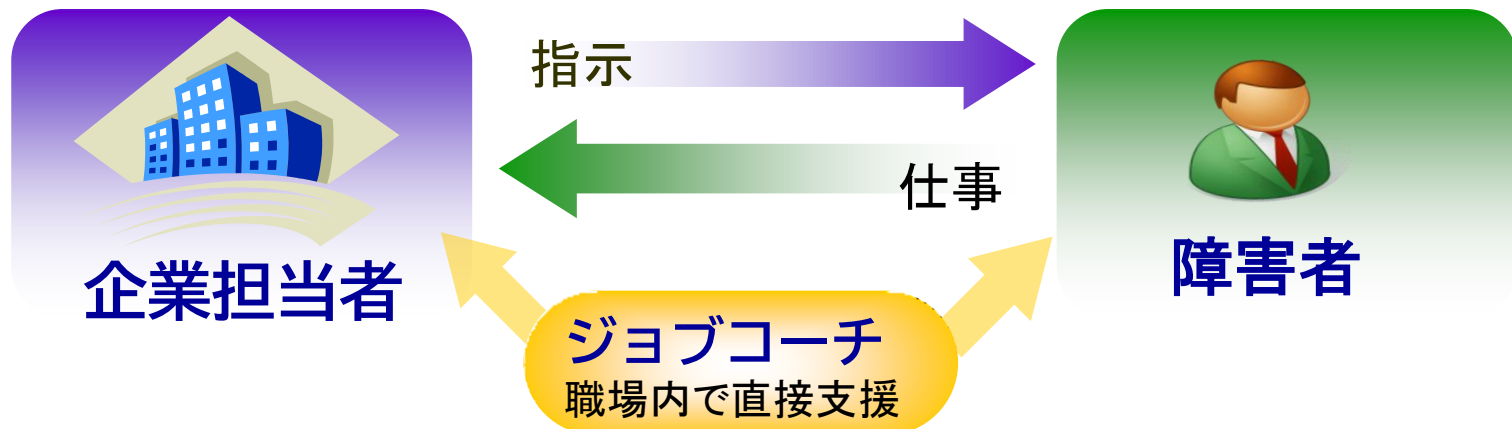 指示
仕事
企業担当者
障害者
ジョブコーチ
職場内で直接支援